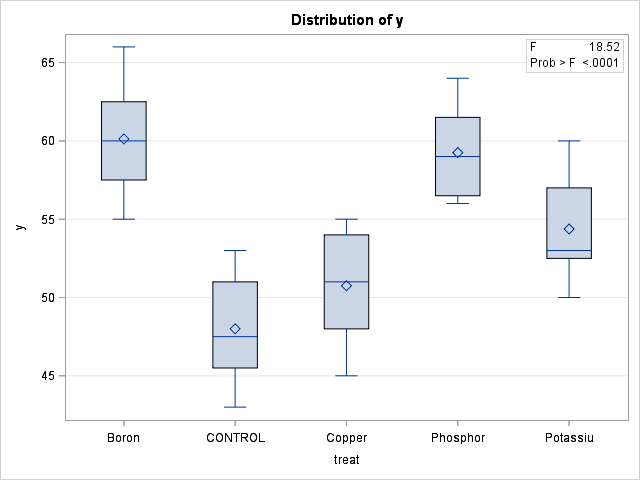 Distribution of y
F 18.52
Prob > F <.0001
65
60
55
50
45
y
Boron CONTROL Copper Phosphor Potassiu
treat